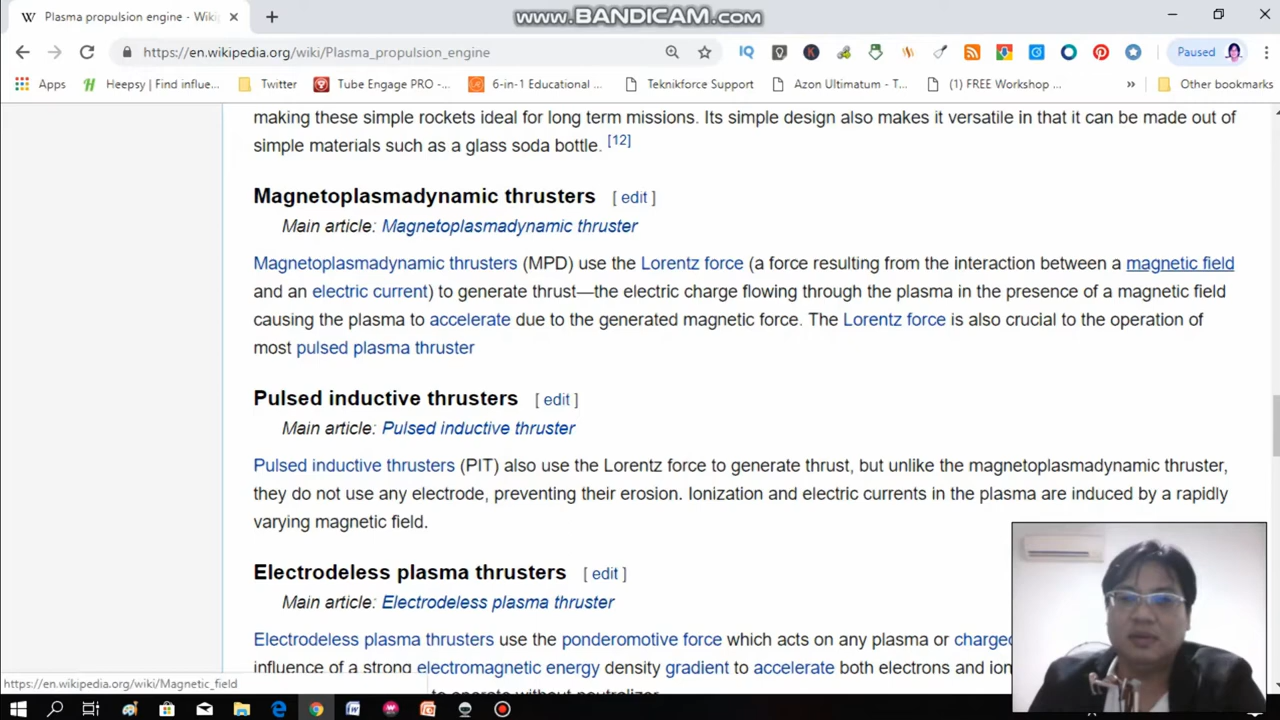 Plasma propulsion engine - Wiki
www.BANDICAM.com
https://en.wikipedia.org/wiki/Plasma_propulsion_engine
Paused
Apps
Heepsy | Find influe...
Twitter
Tube Engage PRO -...
6-in-1 Educational ...
Teknikforce Support
Azon Ultimatum - T...
(1) FREE Workshop ...
»
Other bookmarks
making these simple rockets ideal for long term missions. Its simple design also makes it versatile in that it can be made out of
simple materials such as a glass soda bottle. [12]
Magnetoplasmadynamic thrusters [ edit ]
Main article: Magnetoplasmadynamic thruster
Magnetoplasmadynamic thrusters (MPD) use the Lorentz force (a force resulting from the interaction between a magnetic field
and an electric current) to generate thrust—the electric charge flowing through the plasma in the presence of a magnetic field
causing the plasma to accelerate due to the generated magnetic force. The Lorentz force is also crucial to the operation of
most pulsed plasma thruster
Pulsed inductive thrusters [ edit ]
Main article: Pulsed inductive thruster
Pulsed inductive thrusters (PIT) also use the Lorentz force to generate thrust, but unlike the magnetoplasmadynamic thruster,
they do not use any electrode, preventing their erosion. Ionization and electric currents in the plasma are induced by a rapidly
varying magnetic field.
Electrodeless plasma thrusters [ edit ]
Main article: Electrodeless plasma thruster
Electrodeless plasma thrusters use the ponderomotive force which acts on any plasma or charged
influence of a strong electromagnetic energy density gradient to accelerate both electrons and ion
to operate without neutralizer
https://en.wikipedia.org/wiki/Magnetic_field